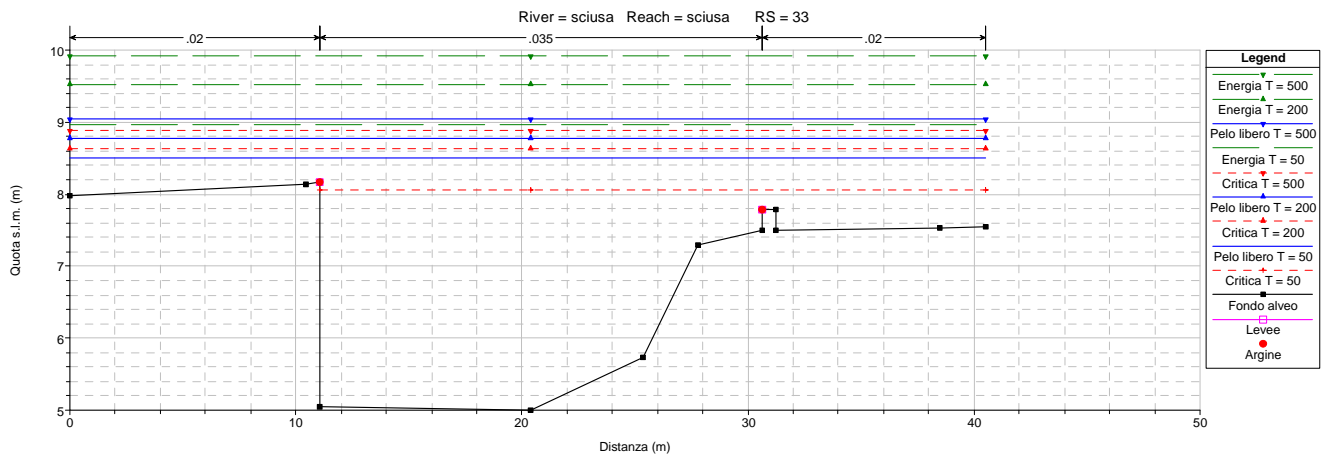 River = sciusa Reach = sciusa RS = 33
.02 .035 .02
10
9
8
7
6
5
Quota s.l.m. (m)
0 10 20 30 40 50
Distanza (m)
Legend
Energia T = 500
Energia T = 200
Pelo libero T = 500
Energia T = 50
Critica T = 500
Pelo libero T = 200
Critica T = 200
Pelo libero T = 50
Critica T = 50
Fondo alveo
Levee
Argine